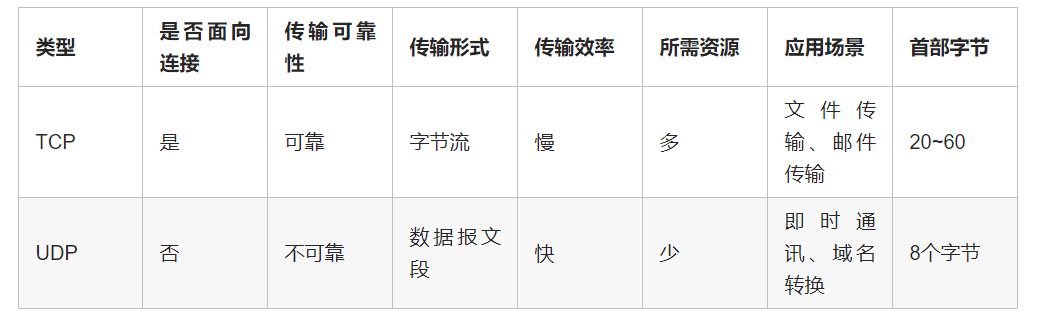 类型 是否面向连接 传输可靠性 传输形式 传输效率 所需资源 应用场景 首部字节
TCP 是 可靠 字节流 慢 多 文件传输、邮件传输 20~60
UDP 否 不可靠 数据报文段 快 少 即时通讯、域名转换 8个字节